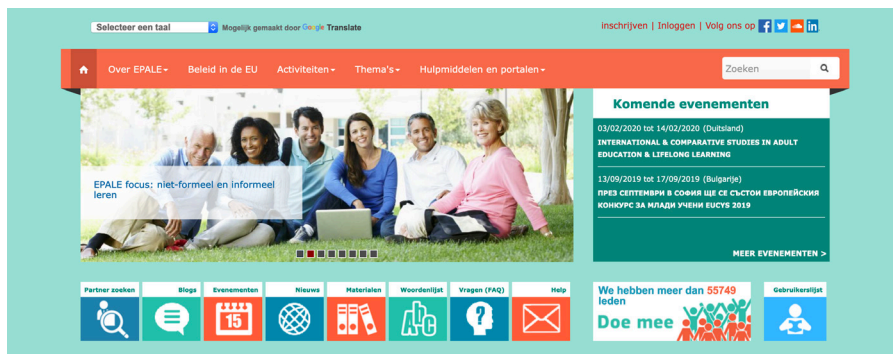 Selecteer een taal
Mogelijk gemaakt door Google Translate
inschrijven | Inloggen | Volg ons op
Over EPALE
Beleid in de EU
Activiteiten
Thema's
Hulpmiddelen en portalen
Zoeken
EPALE focus: niet-formeel en informeel
leren
Komende evenementen
03/02/2020 tot 14/02/2020 (Duitsland)
INTERNATIONAL & COMPARATIVE STUDIES IN ADULT
EDUCATION & LIFELONG LEARNING
13/09/2019 tot 17/09/2019 (Bulgarije)
ПРЕЗ СЕПТЕМВРИ В СОФИЯ ЩЕ СЕ СЪСТОИ ЕВРОПЕЙСКИЯ
КОНКУРС ЗА МЛАДИ УЧЕНИ EUCYS 2019
MEER EVENEMENTEN >
Partner zoeken
Blogs
Evenementen
15
Nieuws
Materialen
Woordenlijst
AbC
Vragen (FAQ)
?
Help
We hebben meer dan 55749
leden
Doe mee
Gebruikerslijst